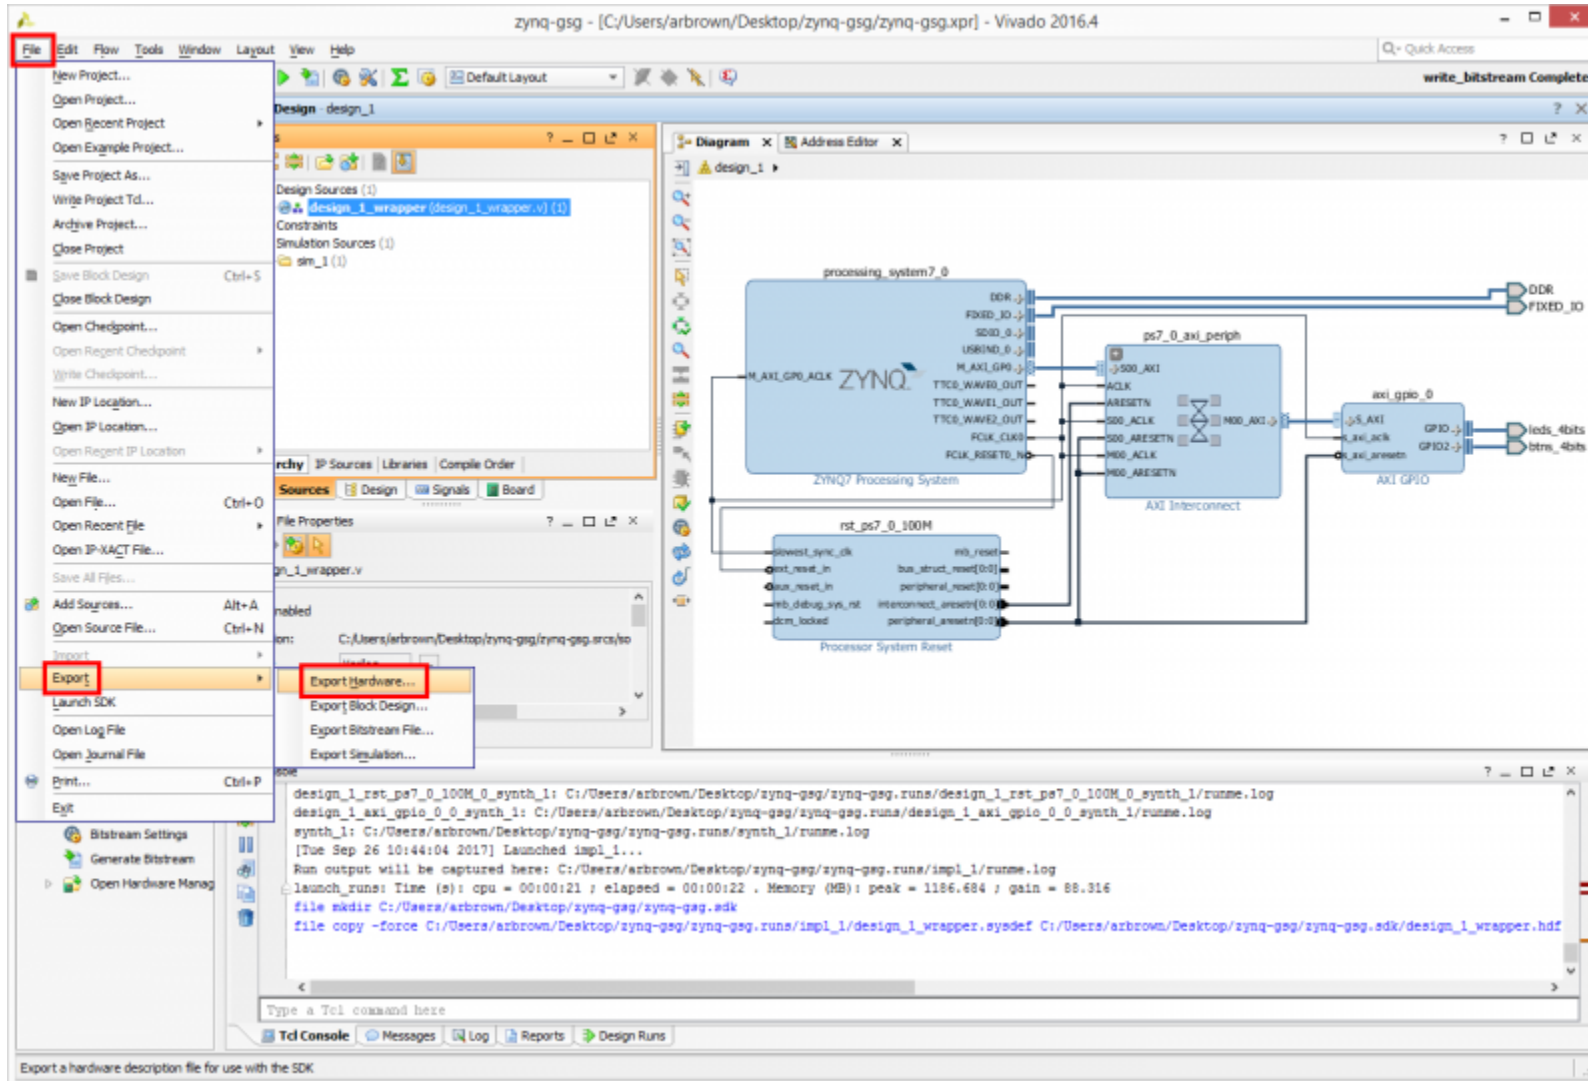 zynq-gsg - [C:/Users/arbrown/Desktop/zynq-gsg/zynq-gsg.xpr] - Vivado 2016.4
File Edit Flow Tools Window Layout View Help
Quick Access
Default Layout
write_bitstream Complete
New Project...
Open Project...
Open Recent Project
Open Example Project...
Save Project As...
Write Project Tcl...
Archive Project...
Close Project
Save Block Design Ctrl+S
Close Block Design
Open Checkpoint...
Open Recent Checkpoint
Write Checkpoint...
New IP Location...
Open IP Location...
Open Recent IP Location
New File...
Open File... Ctrl+O
Open Recent File
Open IP-XACT File...
Save All Files...
Add Sources... Alt+A
Open Source File... Ctrl+N
Import
Export
Launch SDK
Open Log File
Open Journal File
Print... Ctrl+P
Exit
Export Hardware...
Export Block Design...
Export Bitstream File...
Export Simulation...
Bitstream Settings
Generate Bitstream
Open Hardware Manag
Design - design_1
Design Sources (1)
design_1_wrapper (design_1_wrapper.v) (1)
Constraints
Simulation Sources (1)
sim_1 (1)
rchy IP Sources Libraries Compile Order
Sources Design Signals Board
File Properties
gn_1_wrapper.v
nabled
on: C:/Users/arbrown/Desktop/zynq-gsg/zynq-gsg.srcs/so
Diagram Address Editor
design_1
processing_system7_0
DDR
FIXED_IO
SDIO_0
USBIND_0
M_AXI_GP0
TTC0_WAVE0_OUT
TTC0_WAVE1_OUT
TTC0_WAVE2_OUT
FCLK_CLK0
FCLK_RESET0_N
M_AXI_GP0_ACLK
ZYNQ
ZYNQ7 Processing System
ps7_0_axi_periph
S00_AXI
ACLK
ARESETN
S00_ACLK
S00_ARESETN
M00_ACLK
M00_ARESETN
M00_AXI
AXI Interconnect
axi_gpio_0
S_AXI
s_axi_aclk
s_axi_aresetn
GPIO
GPIO2
AXI GPIO
DDR
FIXED_IO
leds_4bits
btns_4bits
rst_ps7_0_100M
slowest_sync_clk
ext_reset_in
aux_reset_in
mb_debug_sys_rst
dcm_locked
mb_reset
bus_struct_reset[0:0]
peripheral_reset[0:0]
interconnect_aresetn[0:0]
peripheral_aresetn[0:0]
Processor System Reset
design_1_rst_ps7_0_100M_0_synth_1: C:/Users/arbrown/Desktop/zynq-gsg/zynq-gsg.runs/design_1_rst_ps7_0_100M_0_synth_1/runme.log
design_1_axi_gpio_0_0_synth_1: C:/Users/arbrown/Desktop/zynq-gsg/zynq-gsg.runs/design_1_axi_gpio_0_0_synth_1/runme.log
synth_1: C:/Users/arbrown/Desktop/zynq-gsg/zynq-gsg.runs/synth_1/runme.log
[Tue Sep 26 10:44:04 2017] Launched impl_1...
Run output will be captured here: C:/Users/arbrown/Desktop/zynq-gsg/zynq-gsg.runs/impl_1/runme.log
launch_runs: Time (s): cpu = 00:00:21 ; elapsed = 00:00:22 . Memory (MB): peak = 1186.684 ; gain = 88.316
file mkdir C:/Users/arbrown/Desktop/zynq-gsg/zynq-gsg.sdk
file copy -force C:/Users/arbrown/Desktop/zynq-gsg/zynq-gsg.runs/impl_1/design_1_wrapper.sysdef C:/Users/arbrown/Desktop/zynq-gsg/zynq-gsg.sdk/design_1_wrapper.hdf
Type a Tcl command here
Tcl Console Messages Log Reports Design Runs
Export a hardware description file for use with the SDK